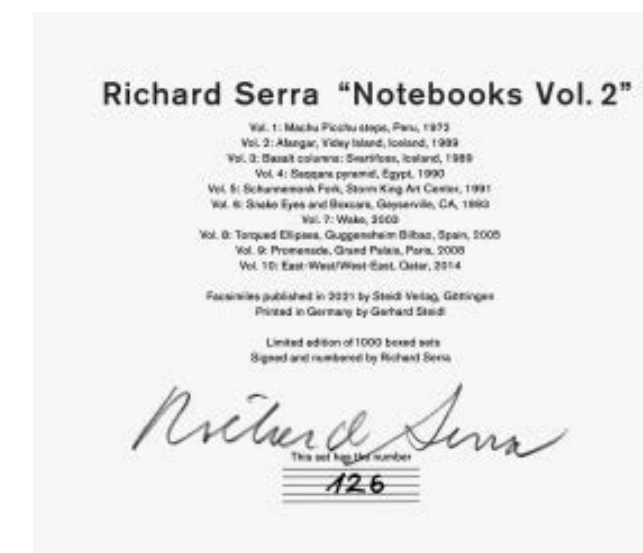 Richard Serra “Notebooks Vol. 2”
Vol. 1: Machu Picchu steps, Peru, 1972
Vol. 2: Afangar, Videy Island, Iceland, 1989
Vol. 3: Basalt columns: Svartifoss, Iceland, 1989
Vol. 4: Saqqara pyramid, Egypt, 1990
Vol. 5: Schunnemonk Fork, Storm King Art Center, 1991
Vol. 6: Snake Eyes and Boxcars, Geyserville, CA, 1993
Vol. 7: Wake, 2003
Vol. 8: Torqued Ellipses, Guggenheim Bilbao, Spain, 2005
Vol. 9: Promenade, Grand Palais, Paris, 2008
Vol. 10: East-West/West-East, Qatar, 2014
Facsimiles published in 2021 by Steidl Verlag, Göttingen
Printed in Germany by Gerhard Steidl
Limited edition of 1000 boxed sets
Signed and numbered by Richard Serra
Richard Serra
This set has the number
126